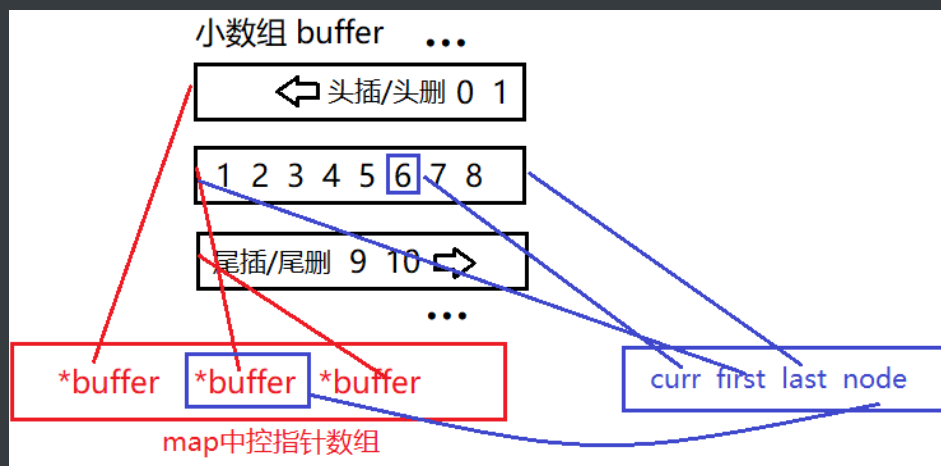 小数组 buffer ...
头插/头删 0 1
1 2 3 4 5 6 7 8
尾插/尾删 9 10
...
*buffer *buffer *buffer
curr first last node
map中控指针数组